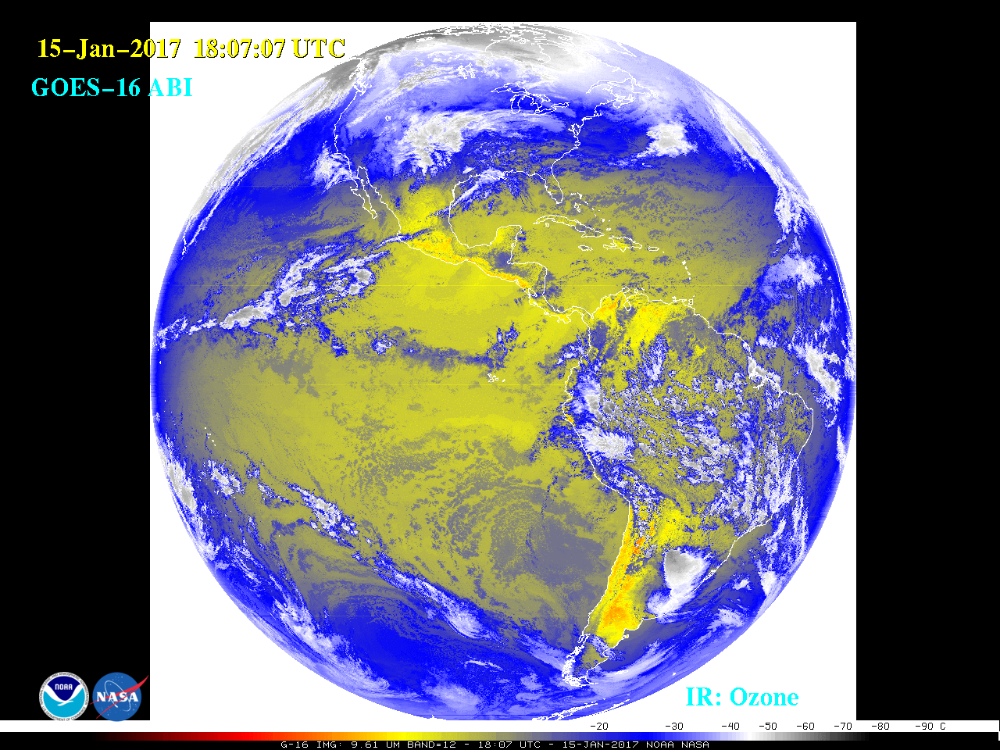 15-Jan-2017 18:07:07 UTC
GOES-16 ABI
NOAA
NASA
IR: Ozone
-20 -30 -40 -50 -60 -70 -80 -90 C
G-16 IMG: 9.61 UM BAND=12 - 18:07 UTC - 15-JAN-2017 NOAA NASA